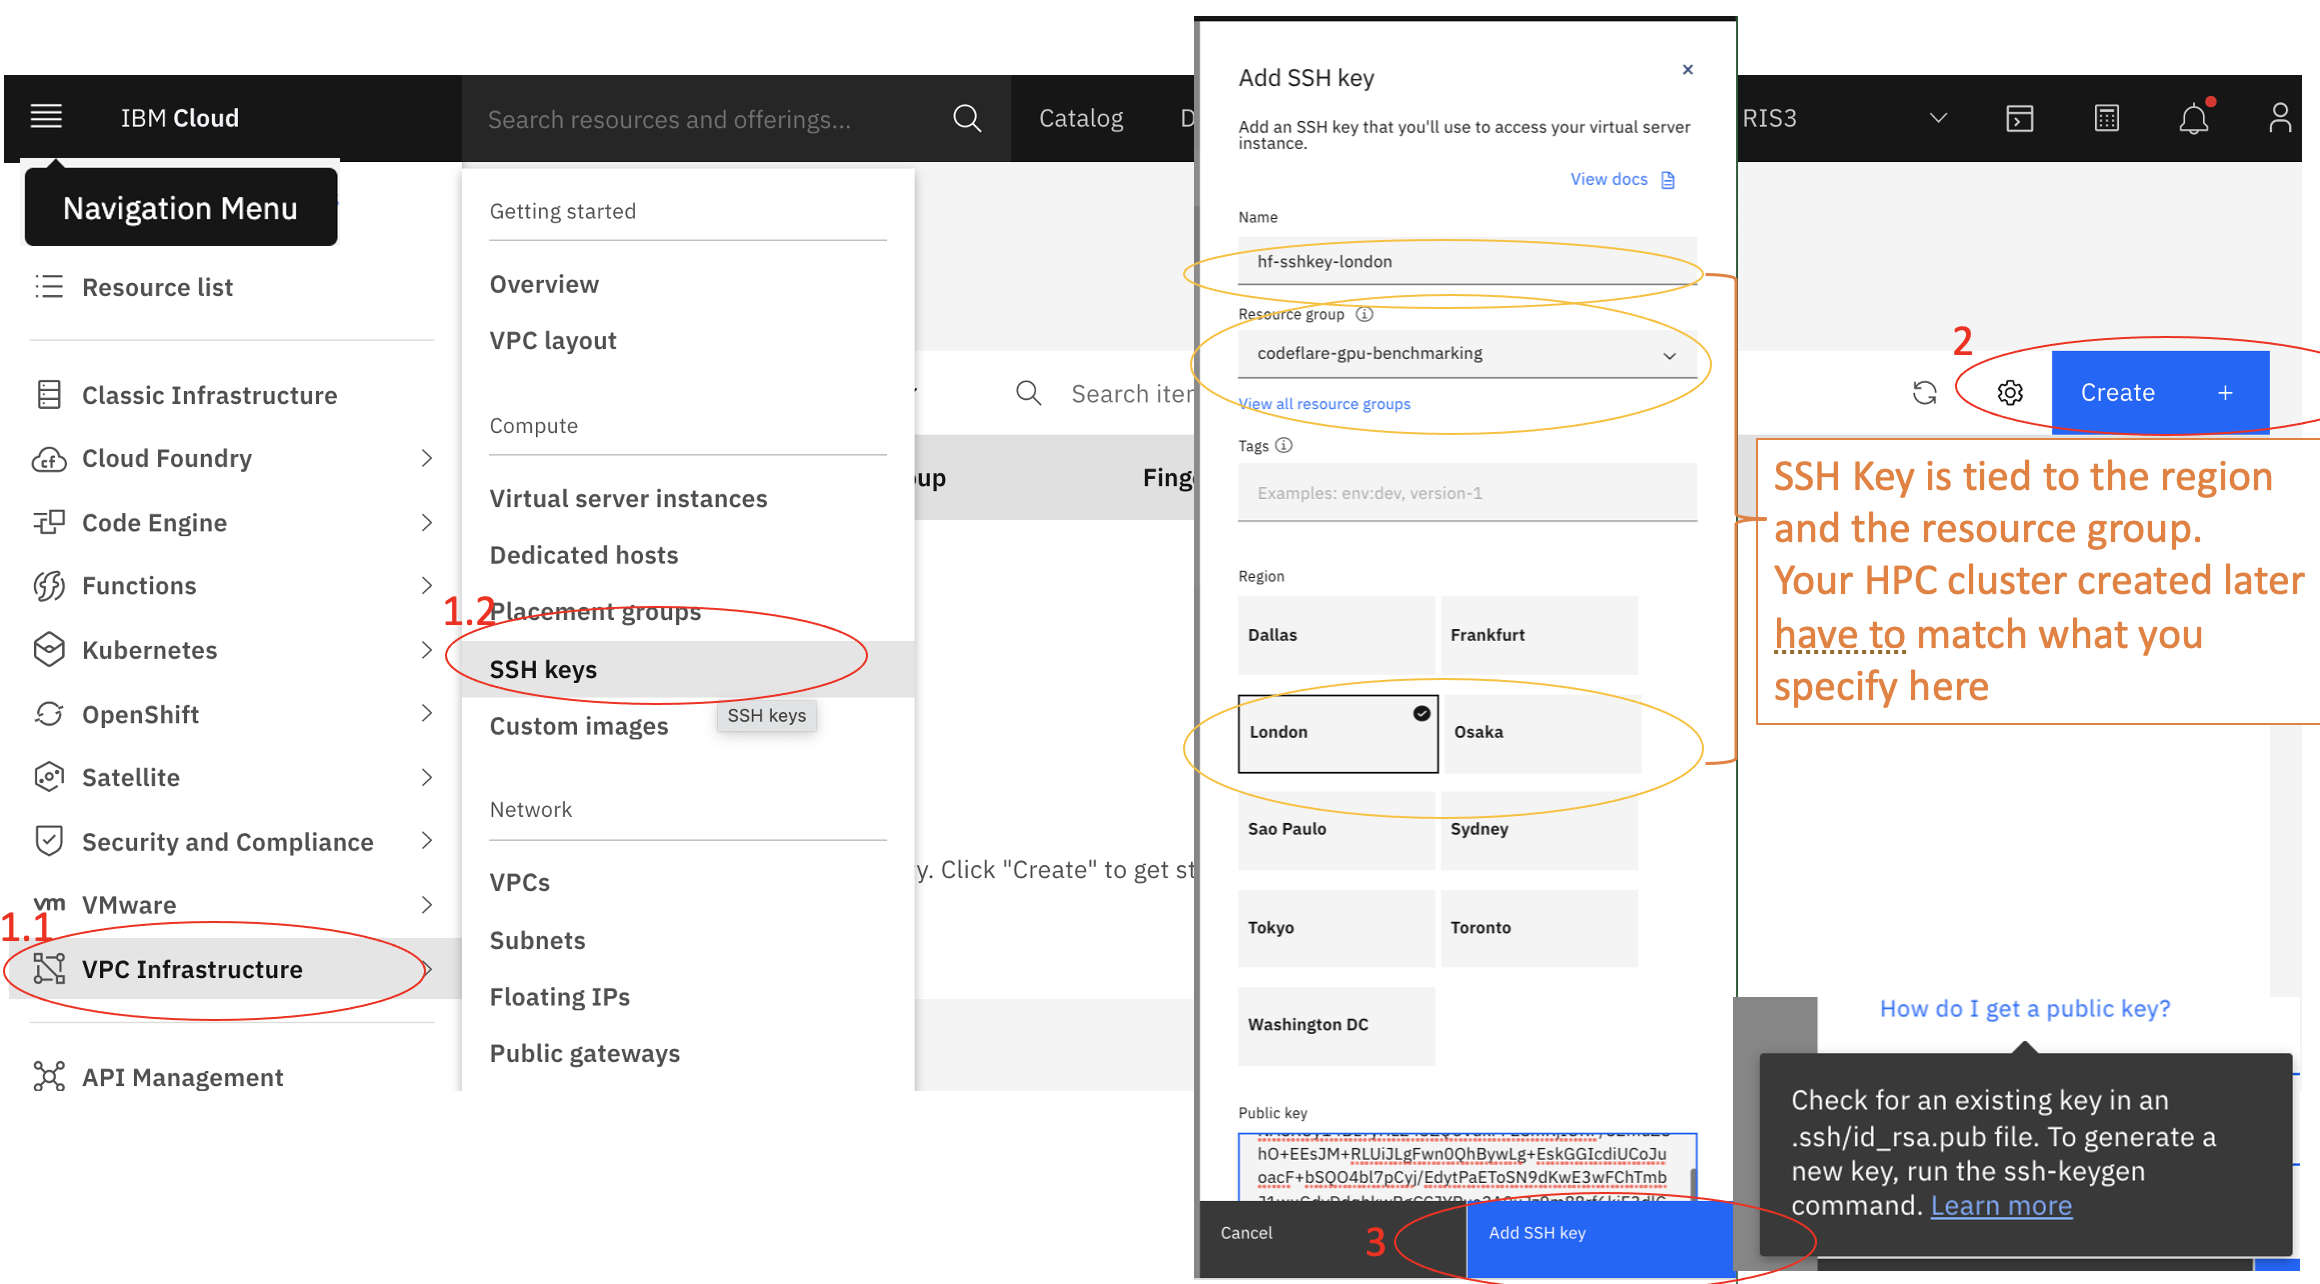 IBM Cloud
Search resources and offerings...
Catalog
RIS3
Navigation Menu
Resource list
Classic Infrastructure
Cloud Foundry
Code Engine
Functions
Kubernetes
OpenShift
Satellite
Security and Compliance
vm VMware
1.1
VPC Infrastructure
API Management
Getting started
Overview
VPC layout
Compute
Virtual server instances
Dedicated hosts
Placement groups
1.2
SSH keys
SSH keys
Custom images
Network
VPCs
Subnets
Floating IPs
Public gateways
Search
Click "Create" to get
Add SSH key
Add an SSH key that you'll use to access your virtual server
instance.
View docs
Name
hf-sshkey-london
Resource group
codeflare-gpu-benchmarking
View all resource groups
Tags
Examples: env:dev, version-1
Region
Dallas
Frankfurt
London
Osaka
Sao Paulo
Sydney
Tokyo
Toronto
Washington DC
Public key
hO+EEsJM+RLUiJLgFwn0QhBywLg+EskGGIcdiUCoJu
oacF+bSQO4bl7pCyj/EdytPaEToSN9dKwE3wFChTmb
Cancel
3
Add SSH key
2
Create +
SSH Key is tied to the region
and the resource group.
Your HPC cluster created later
have to match what you
specify here
How do I get a public key?
Check for an existing key in an
.ssh/id_rsa.pub file. To generate a
new key, run the ssh-keygen
command. Learn more